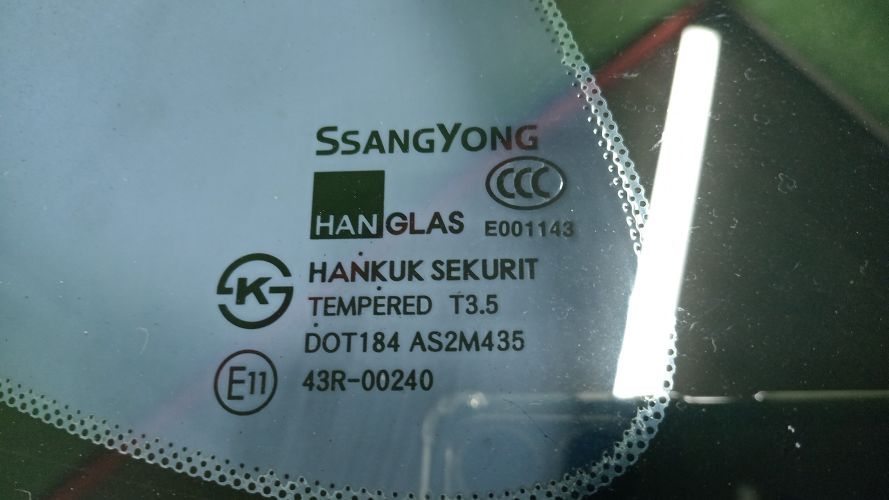 SSANGYONG
CCC
HANGLAS
E001143
HANKUK SEKURIT
K
TEMPERED T3.5
DOT184 AS2M435
E11
43R-00240